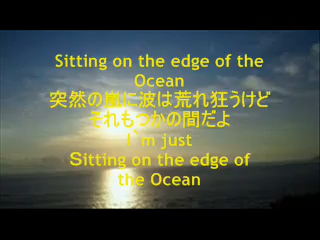 Sitting on the edge of the
Ocean
突然の嵐に波は荒れ狂うけど
それもつかの間だよ
I`m just
Sitting on the edge of
the Ocean